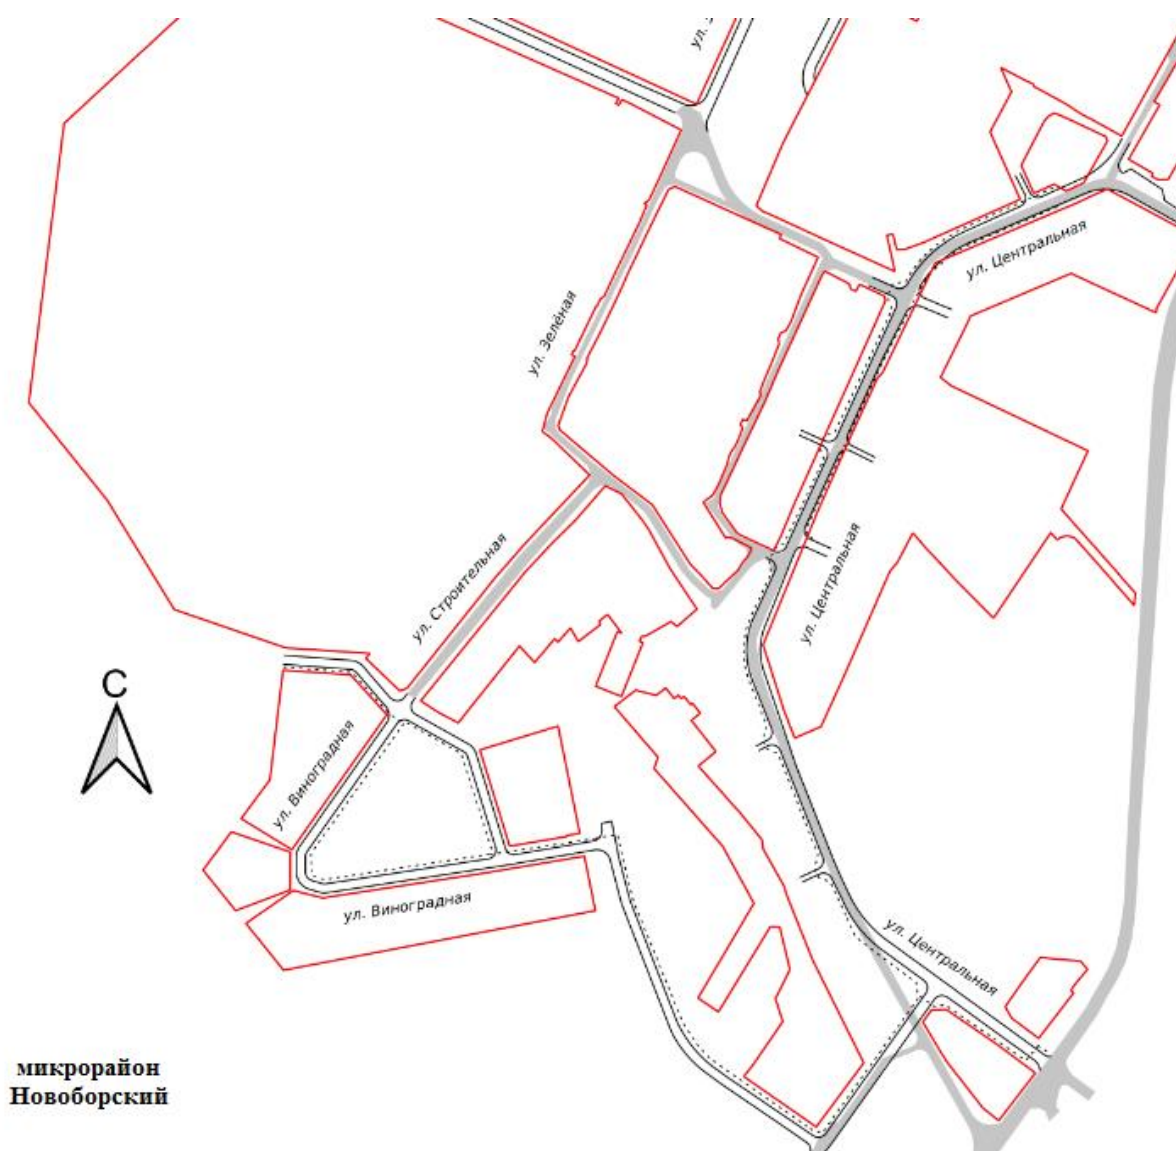 ул. Центральная
ул. Зелёная
ул. Центральная
ул. Строительная
С
ул. Виноградная
ул. Виноградная
ул. Центральная
микрорайон
Новоборский